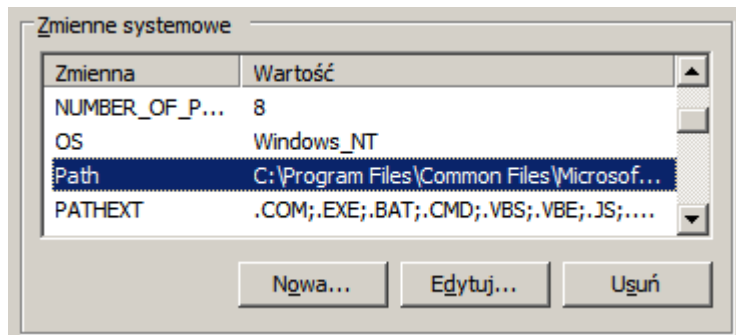 Zmienne systemowe
Zmienna Wartość
NUMBER_OF_P... 8
OS Windows_NT
Path C:\Program Files\Common Files\Microsof...
PATHEXT .COM;.EXE;.BAT;.CMD;.VBS;.VBE;.JS;....
Nowa... Edytuj... Usuń